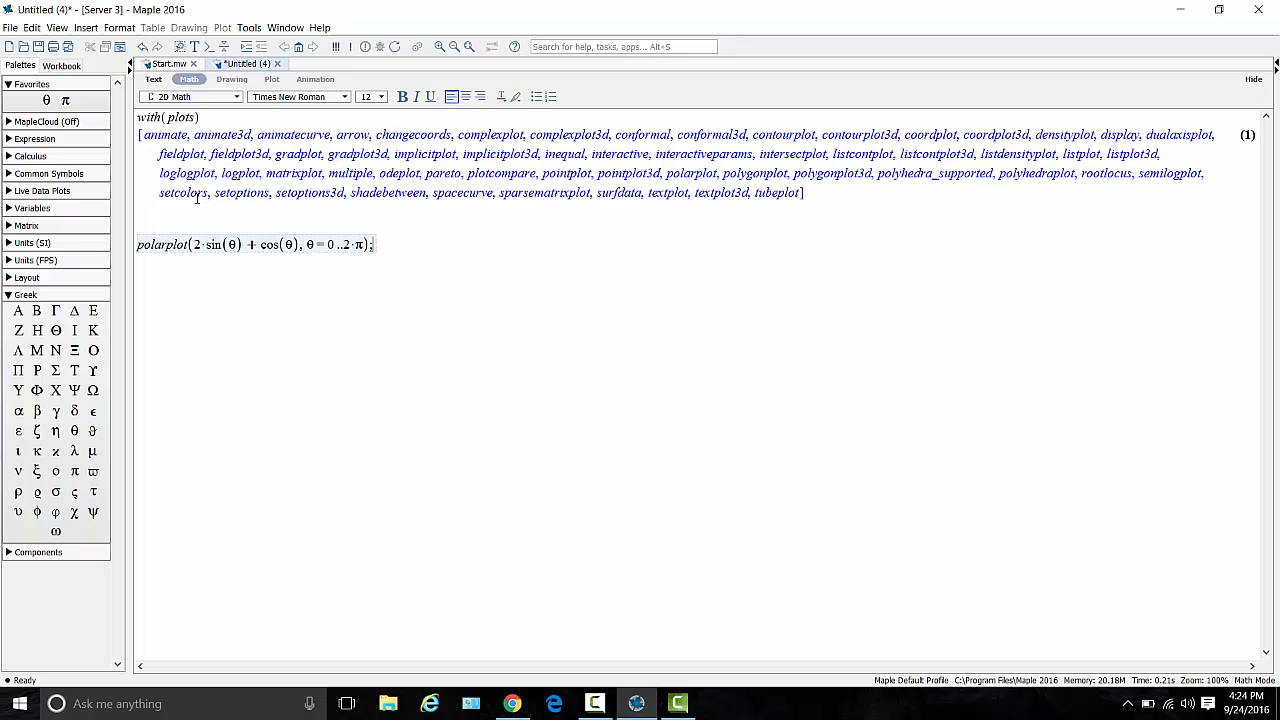 Untitled (4)* - [Server 3] - Maple 2016
File Edit View Insert Format Table Drawing Plot Tools Window Help
Search for help, tasks, apps... Alt+S
Palettes Workbook
Start.mw *Untitled (4)
Favorites
θ π
MapleCloud (Off)
Expression
Calculus
Common Symbols
Live Data Plots
Variables
Matrix
Units (SI)
Units (FPS)
Layout
Greek
Α Β Γ Δ Ε
Ζ Η Θ Ι Κ
Λ Μ Ν Ξ Ο
Π Ρ Σ Τ ϒ
Υ Φ Χ Ψ Ω
α β γ δ ϵ
ε ζ η θ ϑ
ι κ ϰ λ μ
ν ξ ο π ϖ
ρ ϱ σ ς τ
υ ϕ φ χ ψ
ω
Components
Text Math Drawing Plot Animation Hide
2D Math Times New Roman 12 B I U
with(plots)
[animate, animate3d, animatecurve, arrow, changecoords, complexplot, complexplot3d, conformal, conformal3d, contourplot, contourplot3d, coordplot, coordplot3d, densityplot, display, dualaxisplot, (1)
fieldplot, fieldplot3d, gradplot, gradplot3d, implicitplot, implicitplot3d, inequal, interactive, interactiveparams, intersectplot, listcontplot, listcontplot3d, listdensityplot, listplot, listplot3d,
loglogplot, logplot, matrixplot, multiple, odeplot, pareto, plotcompare, pointplot, pointplot3d, polarplot, polygonplot, polygonplot3d, polyhedra_supported, polyhedraplot, rootlocus, semilogplot,
setcolors, setoptions, setoptions3d, shadebetween, spacecurve, sparsematrixplot, surfdata, textplot, textplot3d, tubeplot]
polarplot(2·sin(θ) + cos(θ), θ = 0 ..2·π);
Ready
Maple Default Profile C:\Program Files\Maple 2016 Memory: 20.18M Time: 0.21s Zoom: 100% Math Mode
Ask me anything
4:24 PM
9/24/2016